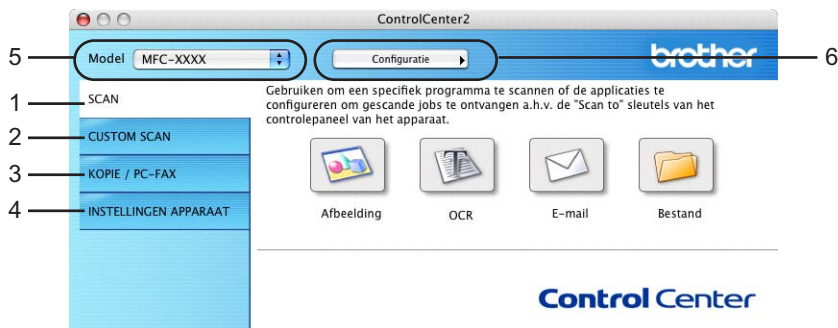 ControlCenter2
5
Model MFC-XXXX
Configuratie
brother
6
1
SCAN
Gebruiken om een specifiek programma te scannen of de applicaties te
configureren om gescande jobs te ontvangen a.h.v. de "Scan to" sleutels van het
controlepaneel van het apparaat.
2
CUSTOM SCAN
3
KOPIE / PC-FAX
4
INSTELLINGEN APPARAAT
Afbeelding
OCR
E-mail
Bestand
Control Center